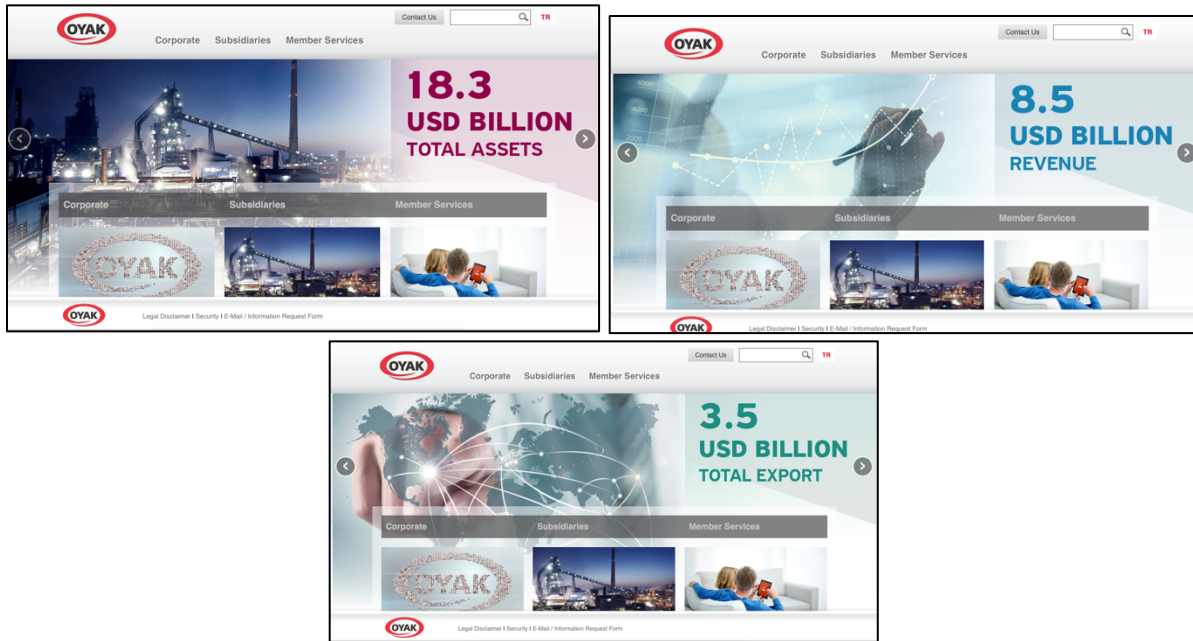 Contact Us
TR
OYAK
Corporate Subsidiaries Member Services
18.3
USD BILLION
TOTAL ASSETS
Corporate Subsidiaries Member Services
OYAK
OYAK
Legal Disclaimer I Security I E-Mail / Information Request Form
Contact Us
TR
OYAK
Corporate Subsidiaries Member Services
6000
4000
2000
8.5
USD BILLION
REVENUE
Corporate Subsidiaries Member Services
OYAK
OYAK
Legal Disclaimer I Security I E-Mail / Information Request Form
Contact Us
TR
OYAK
Corporate Subsidiaries Member Services
3.5
USD BILLION
TOTAL EXPORT
Corporate Subsidiaries Member Services
OYAK
OYAK
Legal Disclaimer I Security I E-Mail / Information Request Form